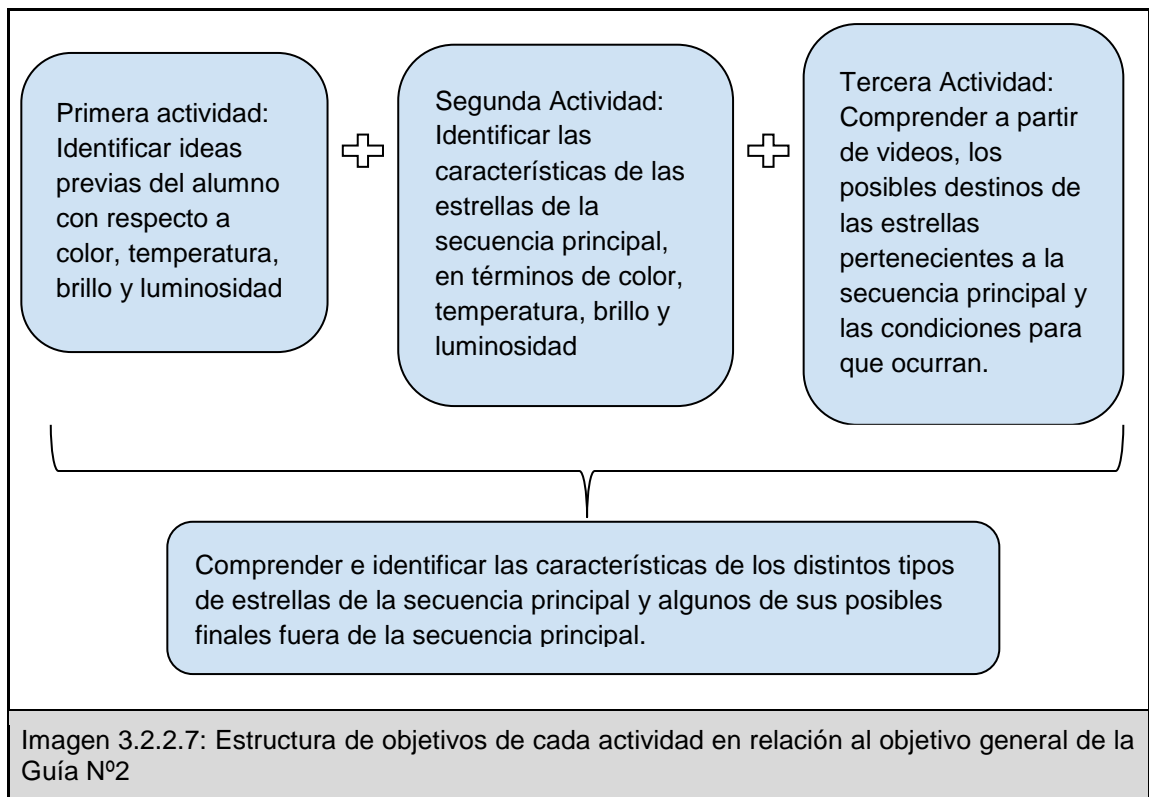 Primera actividad:
Identificar ideas
previas del alumno
con respecto a
color, temperatura,
brillo y luminosidad
Segunda Actividad:
Identificar las
características de las
estrellas de la
secuencia principal,
en términos de color,
temperatura, brillo y
luminosidad
Tercera Actividad:
Comprender a partir
de videos, los
posibles destinos de
las estrellas
pertenecientes a la
secuencia principal y
las condiciones para
que ocurran.
Comprender e identificar las características de los distintos tipos
de estrellas de la secuencia principal y algunos de sus posibles
finales fuera de la secuencia principal.
Imagen 3.2.2.7: Estructura de objetivos de cada actividad en relación al objetivo general de la
Guía Nº2